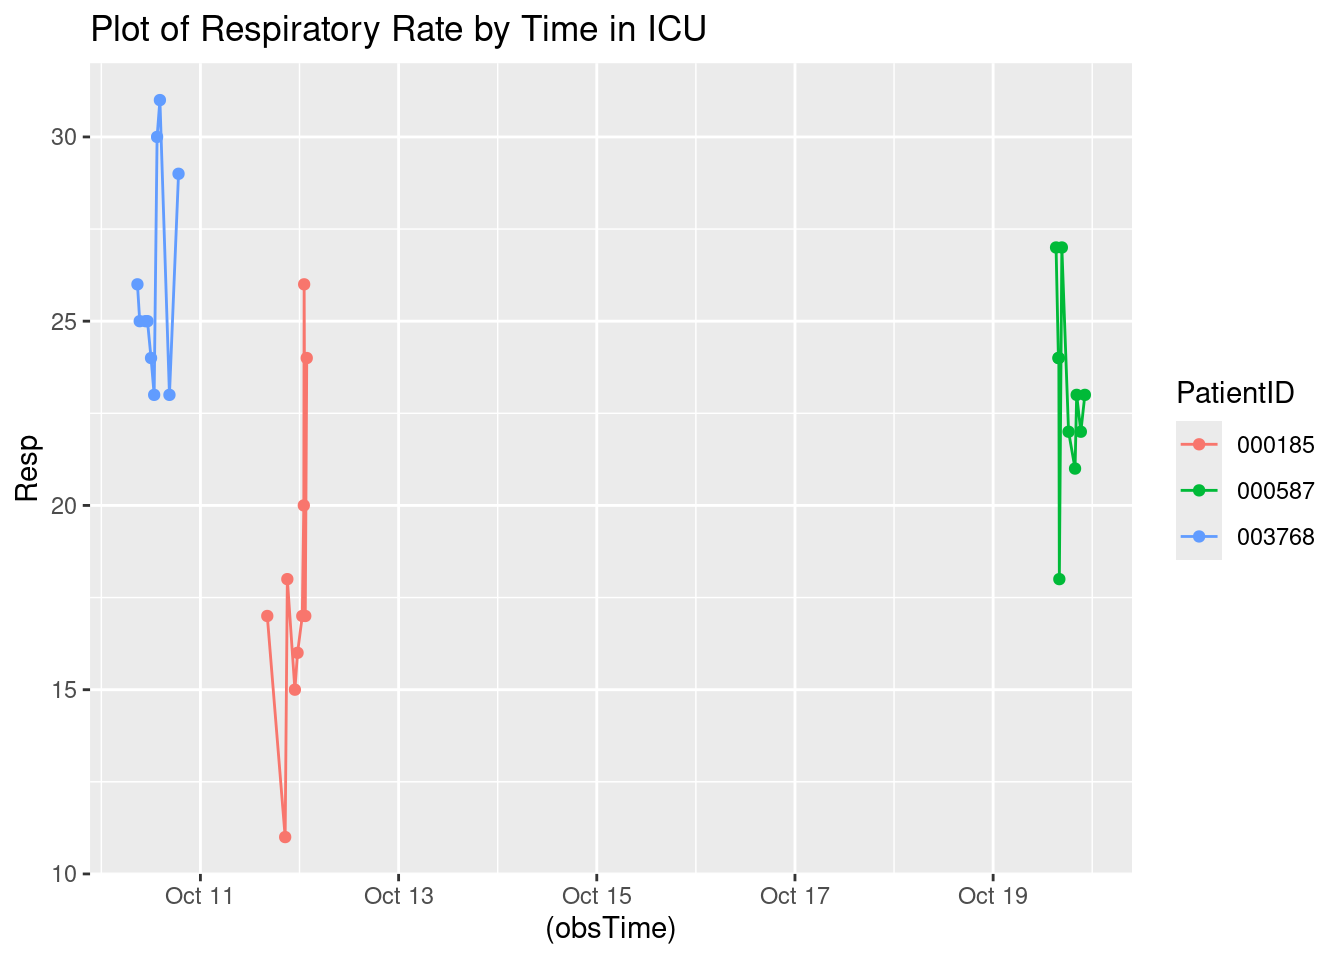 Plot of Respiratory Rate by Time in ICU
30
25
20
15
10
Resp
Oct 11
Oct 13
Oct 15
Oct 17
Oct 19
(obsTime)
PatientID
000185
000587
003768